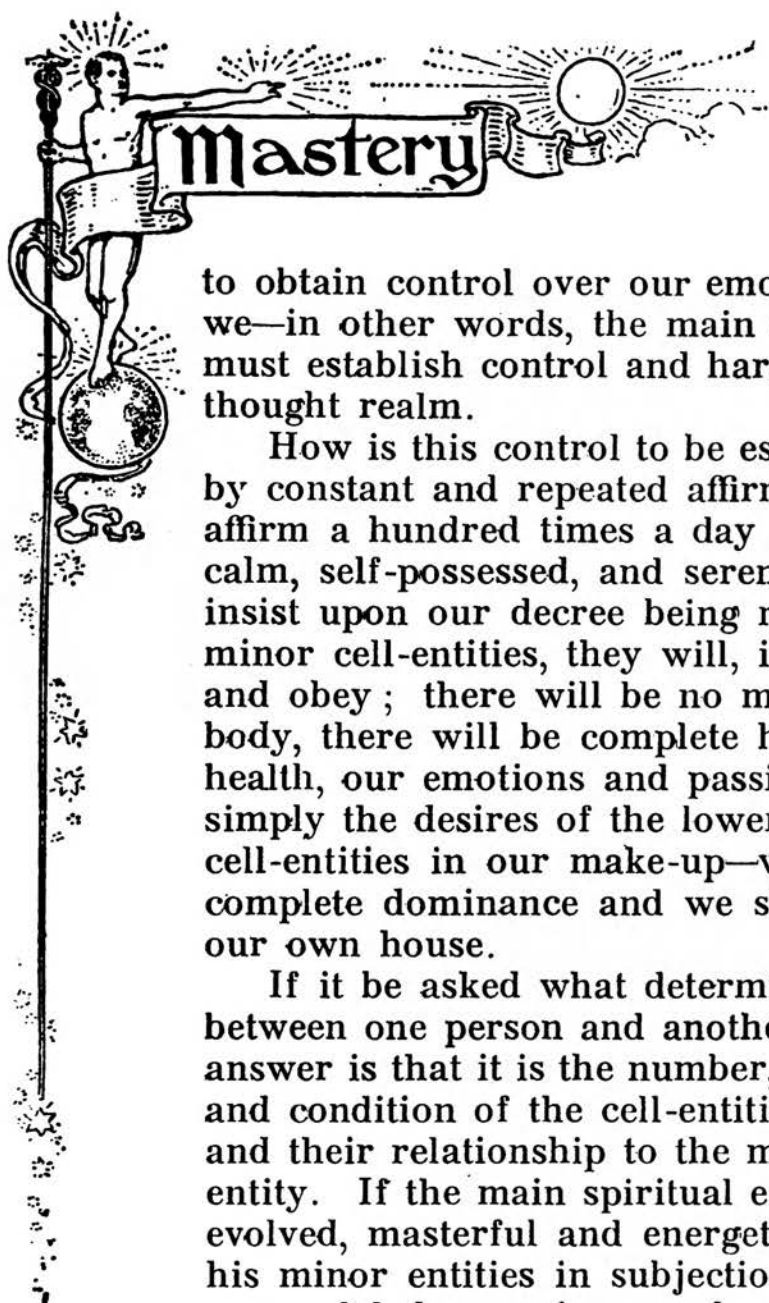 Mastery
to obtain control over our emo
we—in other words, the main
must establish control and har
thought realm.
How is this control to be es
by constant and repeated affirm
affirm a hundred times a day
calm, self-possessed, and seren
insist upon our decree being
minor cell-entities, they will, i
and obey ; there will be no m
body, there will be complete h
health, our emotions and passi
simply the desires of the lower
cell-entities in our make-up—
complete dominance and we s
our own house.
If it be asked what determ
between one person and anothe
answer is that it is the number,
and condition of the cell-entiti
and their relationship to the m
entity. If the main spiritual e
evolved, masterful and energet
his minor entities in subjectio